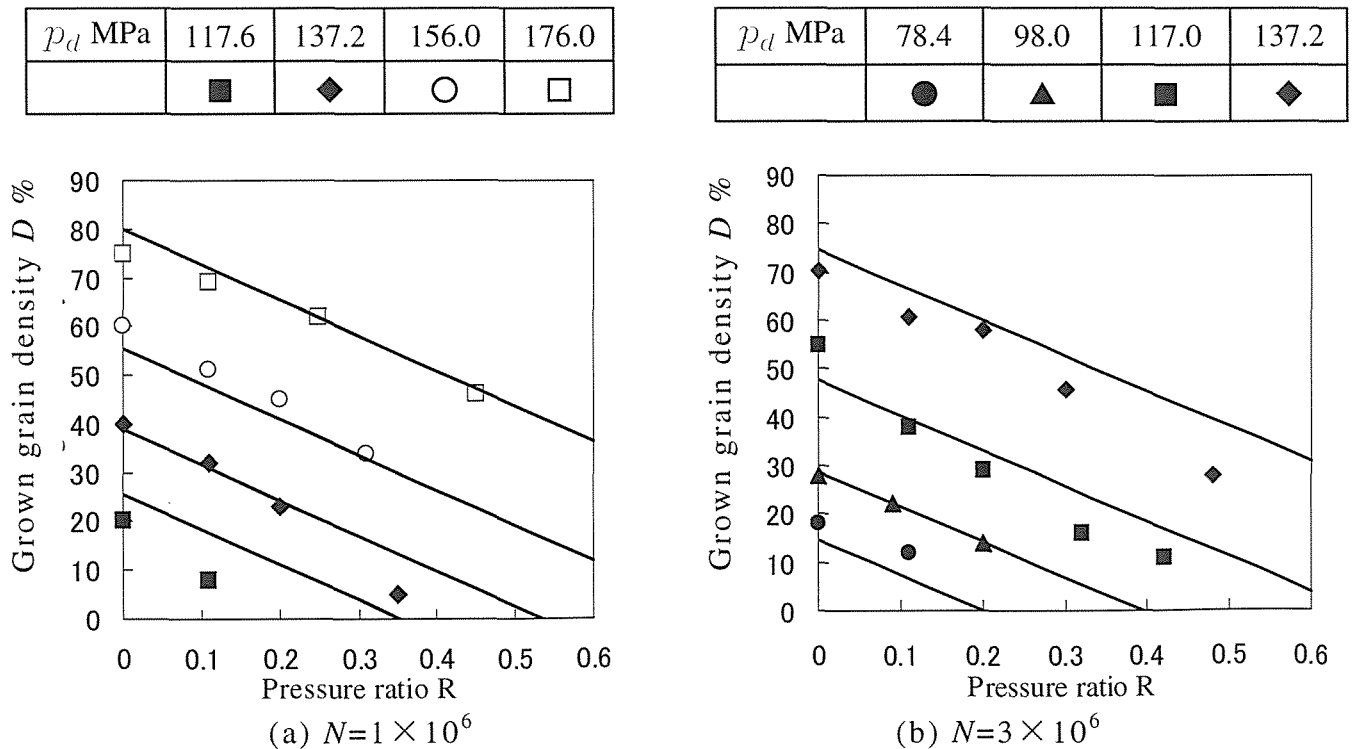 p_d MPa 117.6 137.2 156.0 176.0
p_d MPa 78.4 98.0 117.0 137.2
Grown grain density D %
90
80
70
60
50
40
30
20
10
0
0 0.1 0.2 0.3 0.4 0.5 0.6
Pressure ratio R
(a) N=1×10⁶
Grown grain density D %
90
80
70
60
50
40
30
20
10
0
0 0.1 0.2 0.3 0.4 0.5 0.6
Pressure ratio R
(b) N=3×10⁶